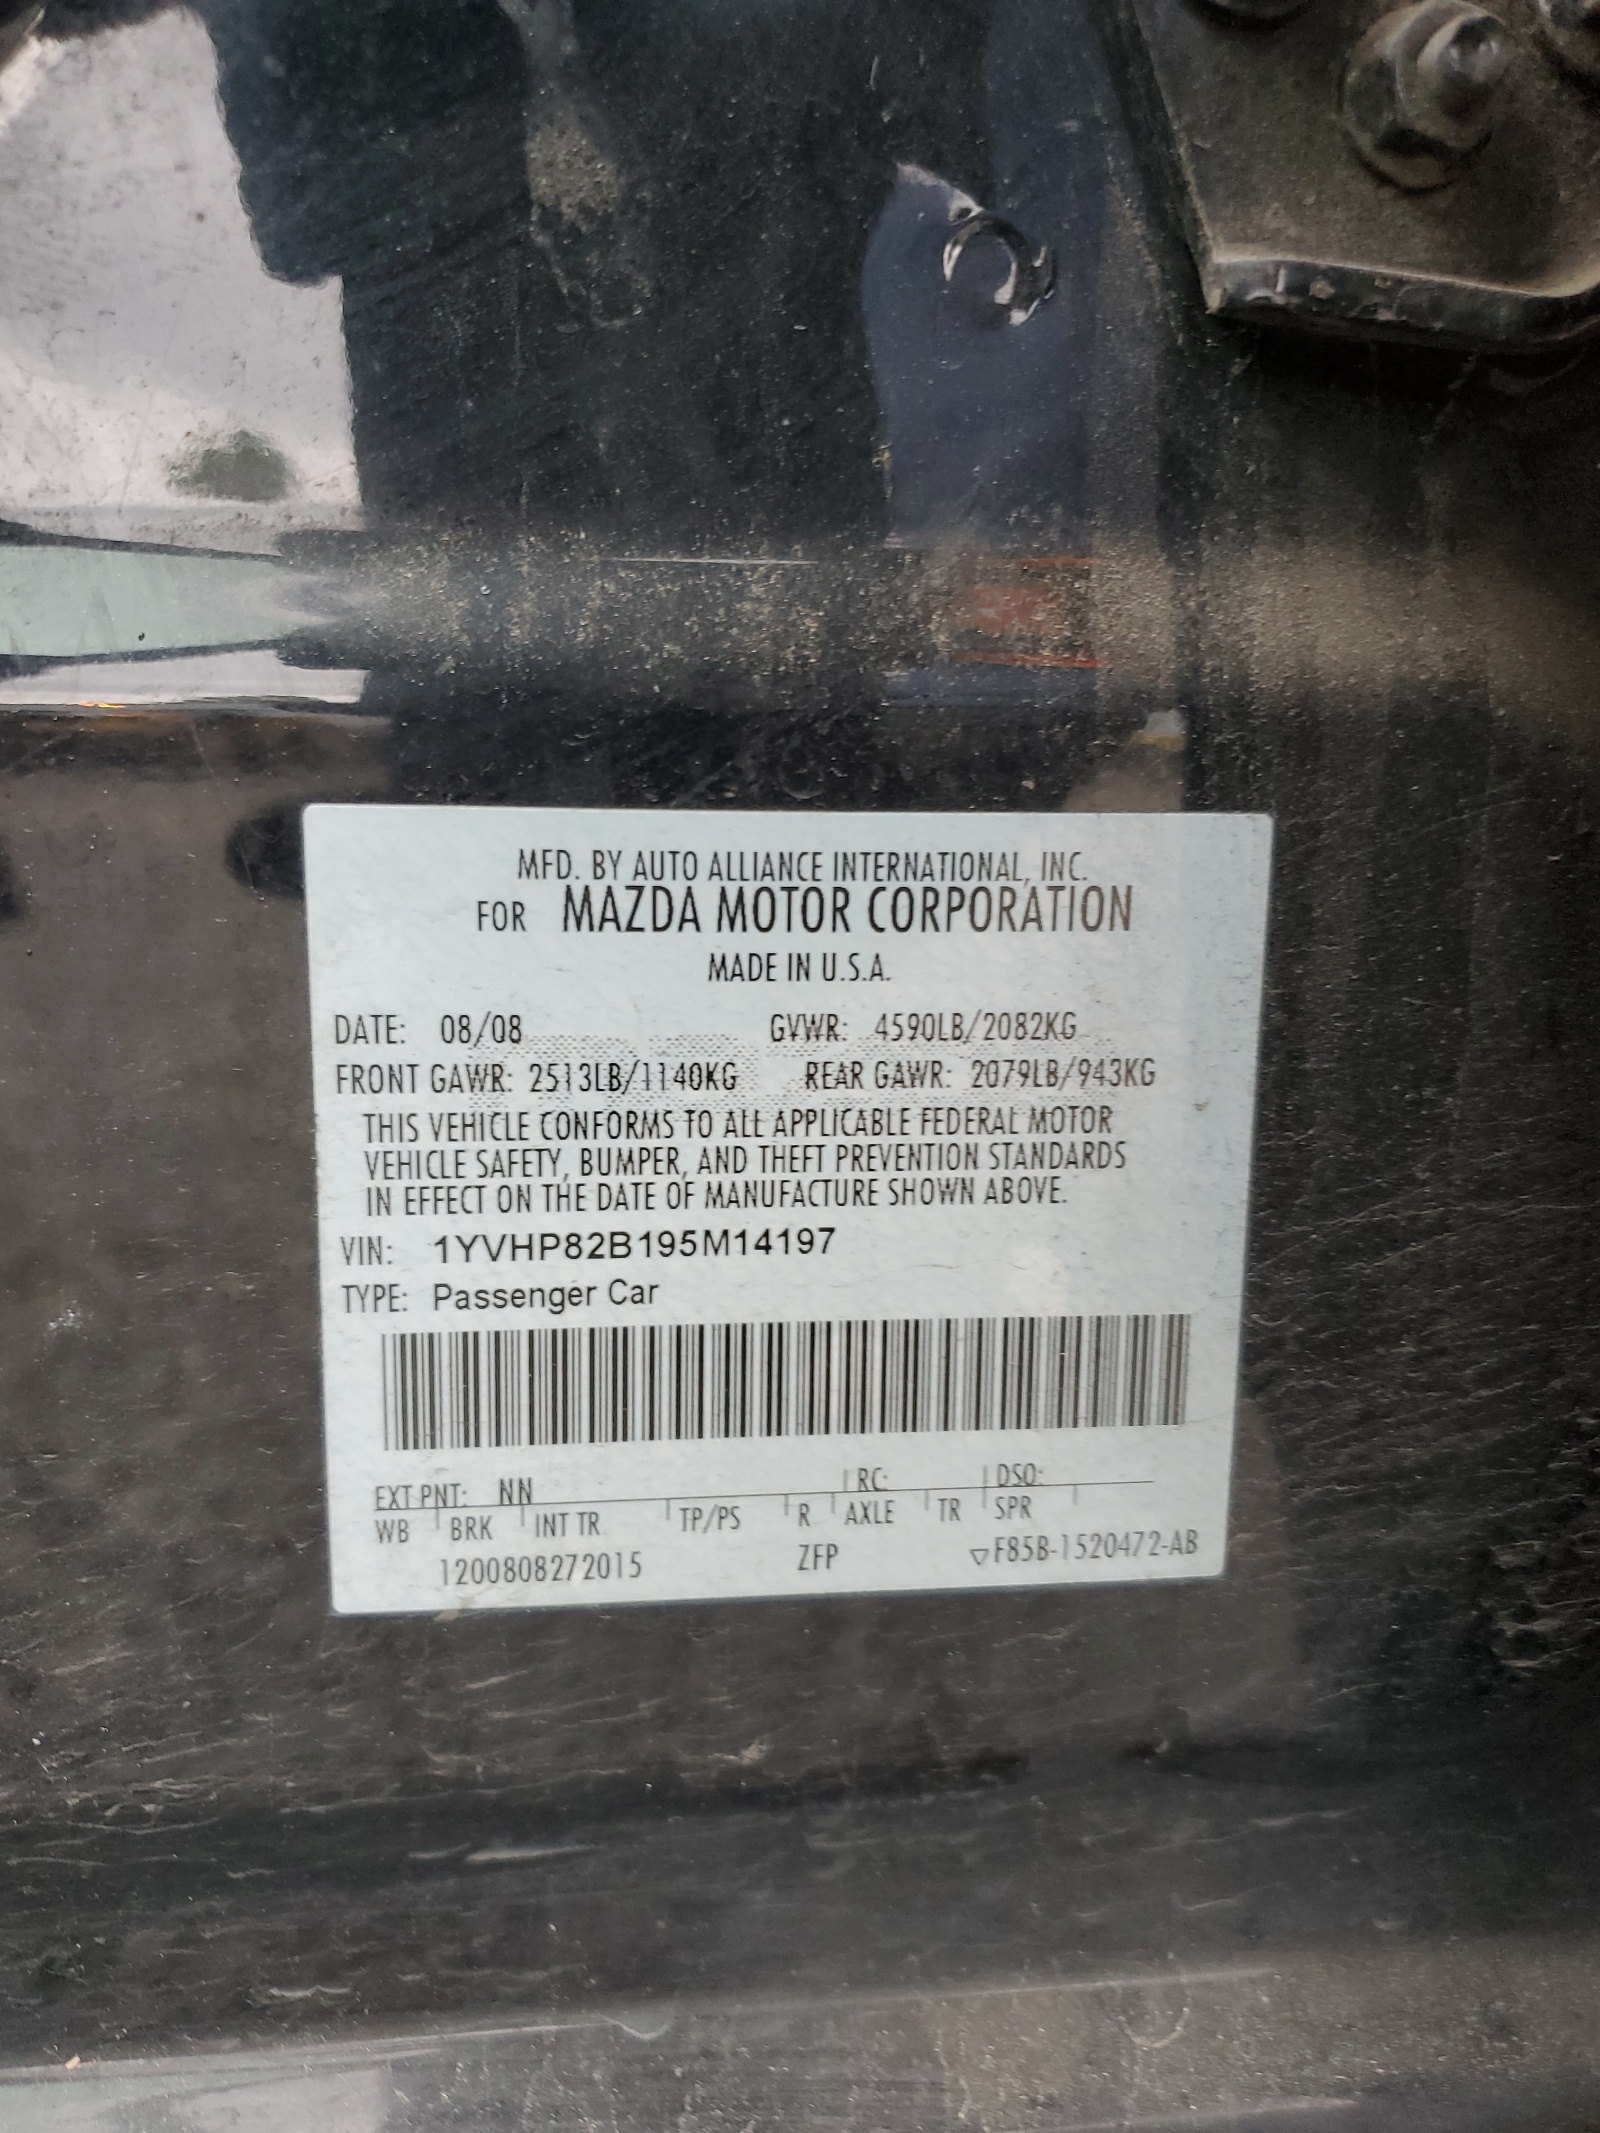 MFD. BY AUTO ALLIANCE INTERNATIONAL, INC.
FOR MAZDA MOTOR CORPORATION
MADE IN U.S.A.
DATE: 08/08 GVWR: 4590LB/2082KG
FRONT GAWR: 2513LB/1140KG REAR GAWR: 2079LB/943KG
THIS VEHICLE CONFORMS TO ALL APPLICABLE FEDERAL MOTOR
VEHICLE SAFETY, BUMPER, AND THEFT PREVENTION STANDARDS
IN EFFECT ON THE DATE OF MANUFACTURE SHOWN ABOVE.
VIN: 1YVHP82B195M14197
TYPE: Passenger Car
EXT PNT: NN RC: DSO:
WB BRK INT TR TP/PS R AXLE TR SPR
1200808272015 ZFP ▽F85B-1520472-AB